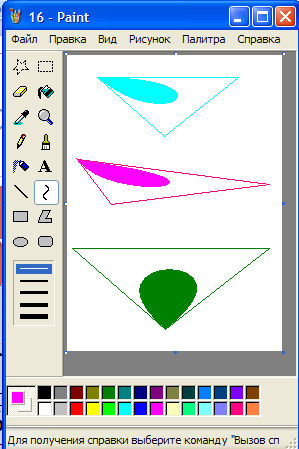 16 - Paint
Файл Правка Вид Рисунок Палитра Справка
A
Для получения справки выберите команду "Вызов сп